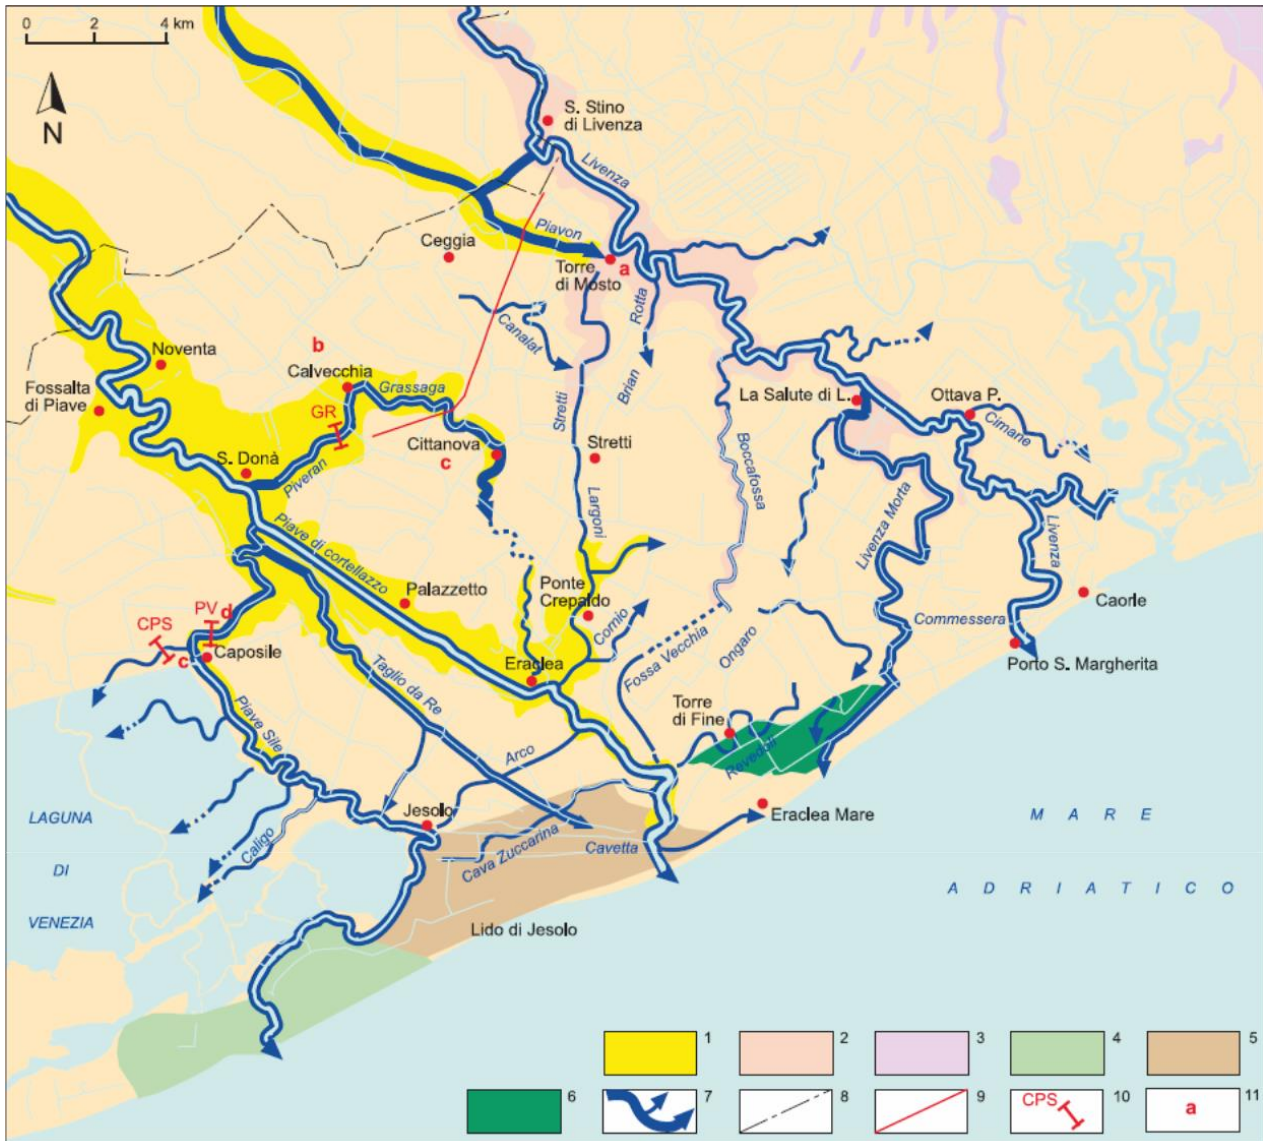 0 2 4 km
N
S. Stino
di Livenza
Livenza
Piavon
Ceggia
Torre
di Mosto
a
Rotta
Canalat
Brian
Noventa
b
Calvecchia
Grassaga
Fossalta
di Piave
GR
La Salute di L.
Ottava P.
Cimane
Stretti
Stretti
Cittanova
c
S. Donà
Piveran
Boccafossa
Largoni
Livenza Morta
Livenza
Piave di cortellazzo
Palazzetto
Ponte
Crepaldo
Cornio
Caorle
Commessera
Porto S. Margherita
PV
d
CPS
c
Caposile
Eraclea
Fossa Vecchia
Ongaro
Taglio da Re
Piave Sile
Torre
di Fine
Revedoli
Arco
Jesolo
Eraclea Mare
Caligo
Cava Zuccarina
Cavetta
LAGUNA
DI
VENEZIA
MARE
ADRIATICO
Lido di Jesolo
1
2
3
4
5
6
7
8
9
CPS
10
a
11